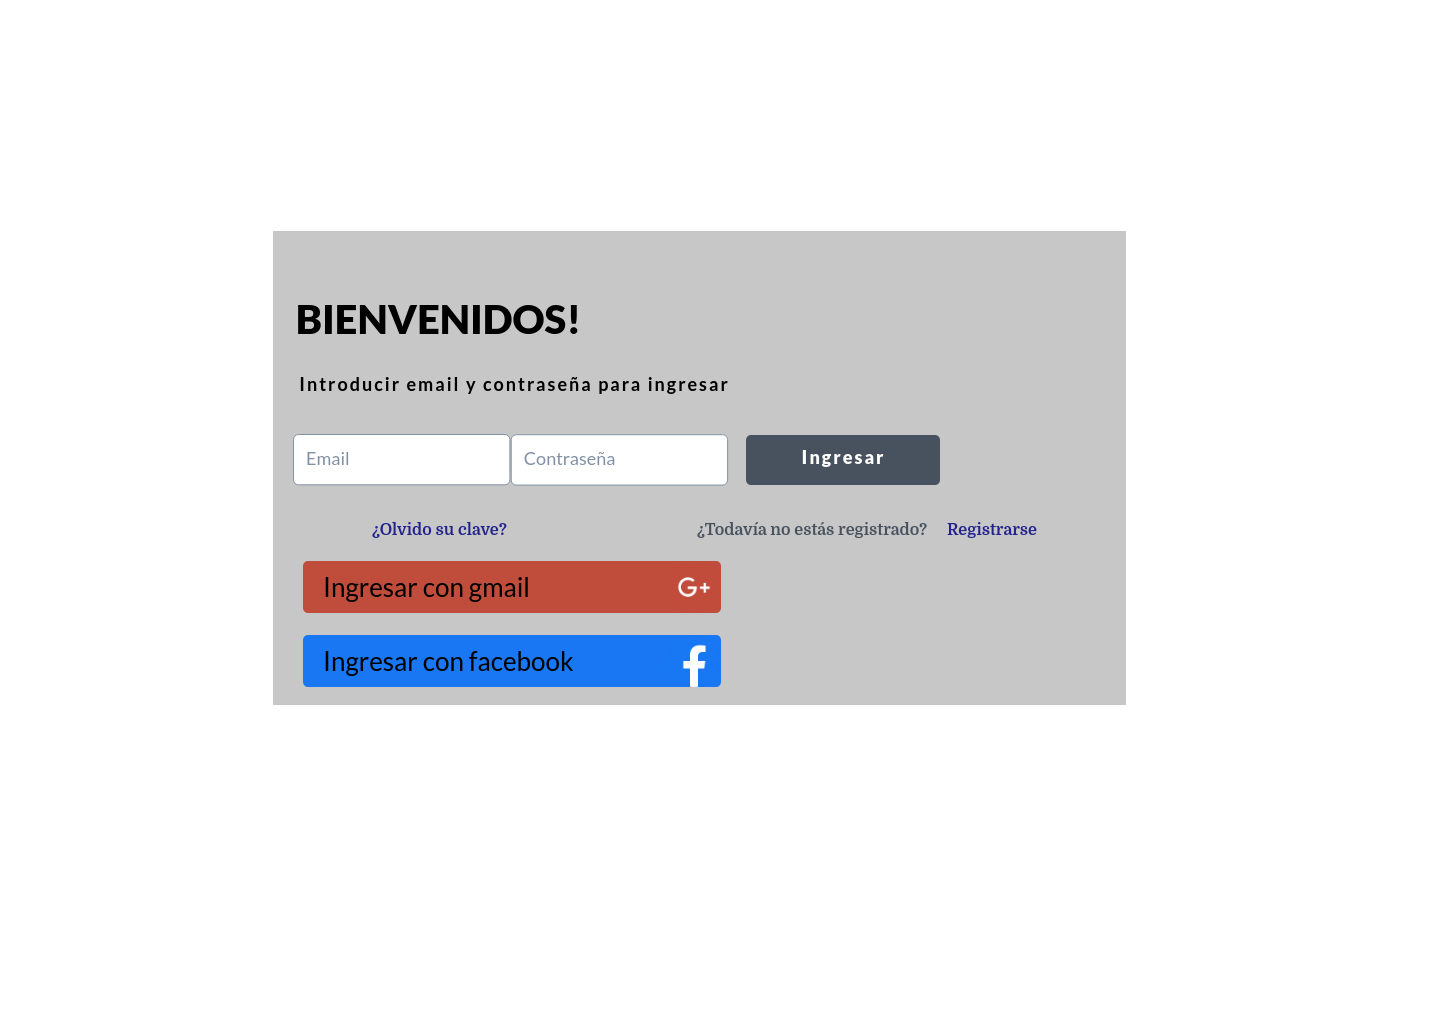 BIENVENIDOS!
Introducir email y contraseña para ingresar
Email Contraseña Ingresar
¿Olvido su clave? ¿Todavía no estás registrado? Registrarse
Ingresar con gmail G+
Ingresar con facebook f